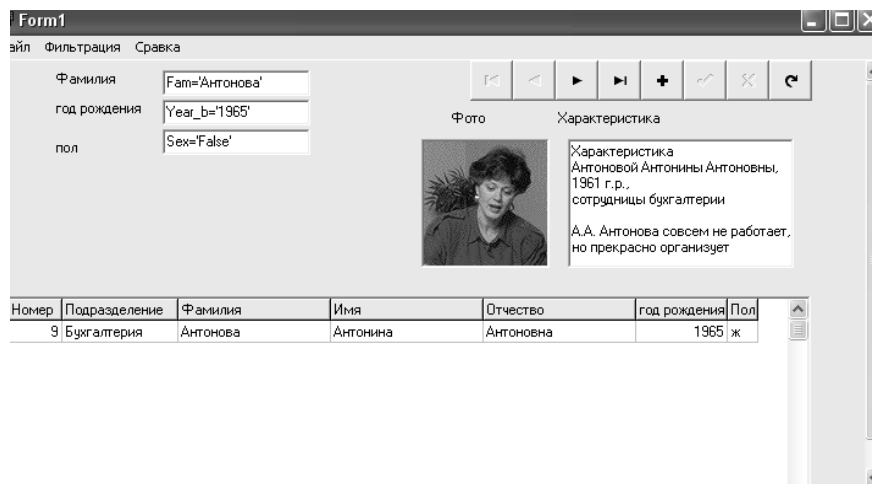 Form1
айл Фильтрация Сравка
Фамилия Fam='Антонова'
год рождения Year_b='1965'
пол Sex='False'
Фото Характеристика
Характеристика
Антоновой Антонины Антоновны,
1961 г.р.,
сотрудницы бухгалтерии
А.А. Антонова совсем не работает,
но прекрасно организует
Номер Подразделение Фамилия Имя Отчество год рождения Пол
9 Бухгалтерия Антонова Антонина Антоновна 1965 ж